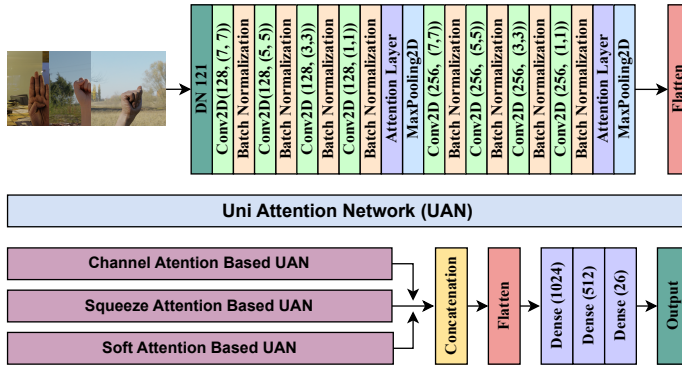 DN 121
Conv2D(128, (7, 7))
Batch Normalization
Conv2D(128, (5, 5))
Batch Normalization
Conv2D (128, (3,3))
Batch Normalization
Conv2D (128, (1,1))
Batch Normalization
Attention Layer
MaxPooling2D
Conv2D (256, (7,7))
Batch Normalization
Conv2D (256, (5,5))
Batch Normalization
Conv2D (256, (3,3))
Batch Normalization
Conv2D (256, (1,1))
Batch Normalization
Attention Layer
MaxPooling2D
Flatten
Uni Attention Network (UAN)
Channel Atention Based UAN
Squeeze Attention Based UAN
Soft Attention Based UAN
Concatenation
Flatten
Dense (1024)
Dense (512)
Dense (26)
Output